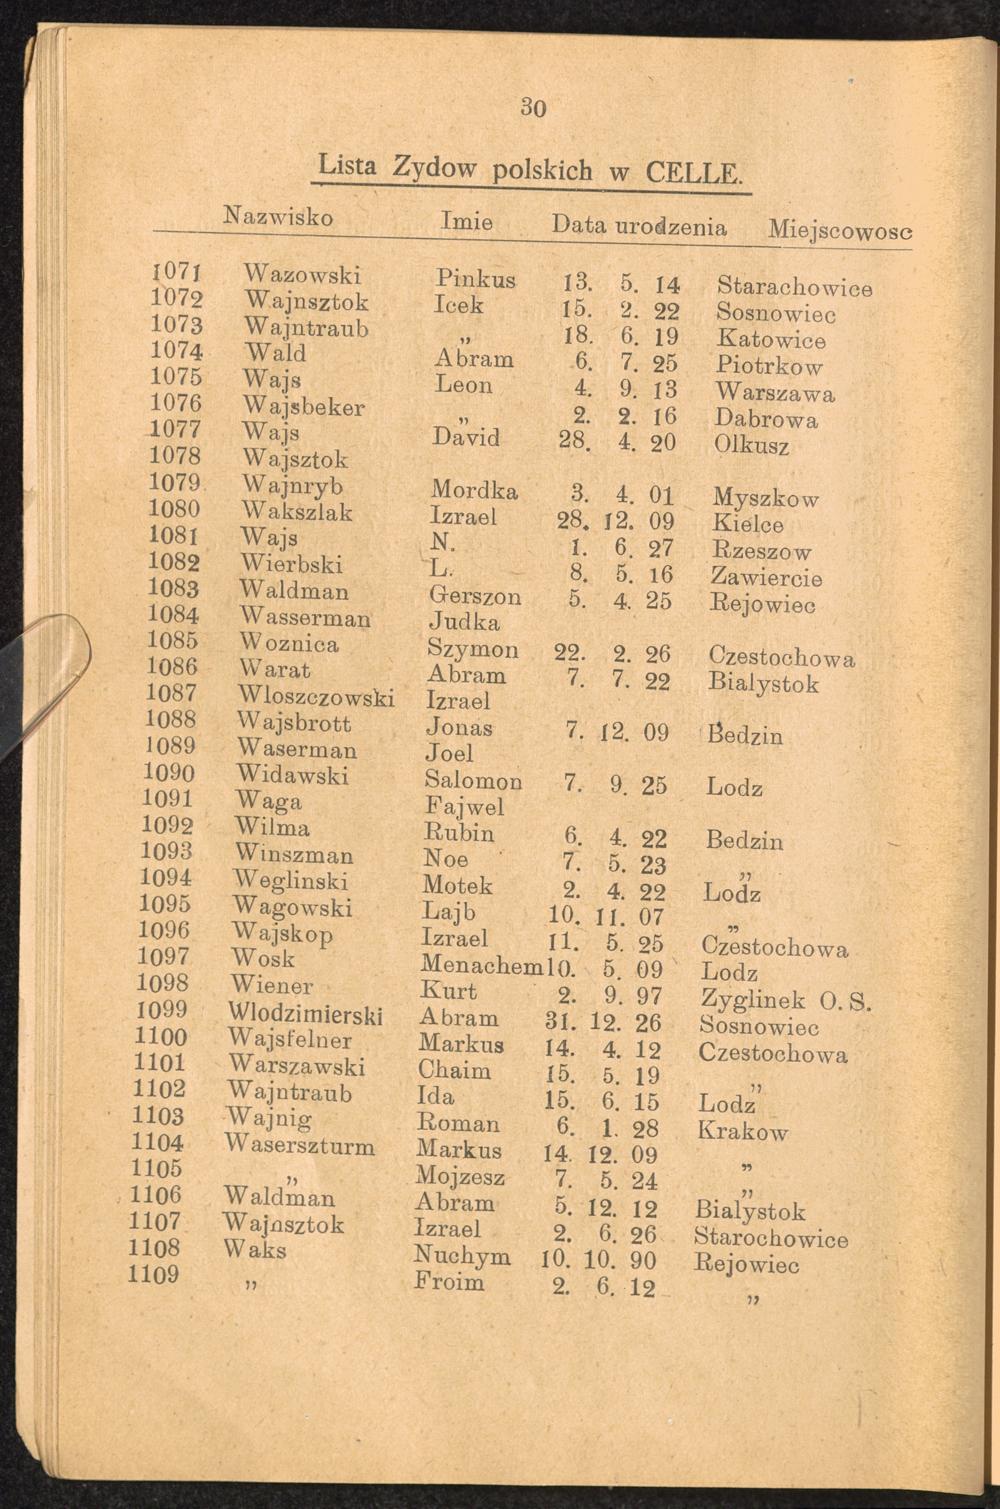 30
Lista Zydow polskich w CELLE.
Nazwisko Imie Data urodzenia Miejscowosc
1071 Wazowski Pinkus 13. 5. 14 Starachowice
1072 Wajnsztok Icek 15. 2. 22 Sosnowiec
1073 Wajntraub „ 18. 6. 19 Katowice
1074 Wald Abram 6. 7. 25 Piotrkow
1075 Wajs Leon 4. 9. 13 Warszawa
1076 Wajsbeker „ 2. 2. 16 Dabrowa
1077 Wajs David 28. 4. 20 Olkusz
1078 Wajsztok
1079 Wajnryb Mordka 3. 4. 01 Myszkow
1080 Wakszlak Izrael 28. 12. 09 Kielce
1081 Wajs N. 1. 6. 27 Rzeszow
1082 Wierbski L. 8. 5. 16 Zawiercie
1083 Waldman Gerszon 5. 4. 25 Rejowiec
1084 Wasserman Judka
1085 Woznica Szymon 22. 2. 26 Czestochowa
1086 Warat Abram 7. 7. 22 Bialystok
1087 Wloszczowski Izrael
1088 Wajsbrott Jonas 7. 12. 09 Bedzin
1089 Waserman Joel
1090 Widawski Salomon 7. 9. 25 Lodz
1091 Waga Fajwel
1092 Wilma Rubin 6. 4. 22 Bedzin
1093 Winszman Noe 7. 5. 23 „
1094 Weglinski Motek 2. 4. 22 Lodz
1095 Wagowski Lajb 10. 11. 07 „
1096 Wajskop Izrael 11. 5. 25 Czestochowa
1097 Wosk Menachem 10. 5. 09 Lodz
1098 Wiener Kurt 2. 9. 97 Zyglinek O. S.
1099 Wlodzimierski Abram 31. 12. 26 Sosnowiec
1100 Wajsfelner Markus 14. 4. 12 Czestochowa
1101 Warszawski Chaim 15. 5. 19 „
1102 Wajntraub Ida 15. 6. 15 Lodz
1103 Wajnig Roman 6. 1. 28 Krakow
1104 Waserszturm Markus 14. 12. 09 „
1105 „ Mojzesz 7. 5. 24 „
1106 Waldman Abram 5. 12. 12 Bialystok
1107 Wajnsztok Izrael 2. 6. 26 Starochowice
1108 Waks Nuchym 10. 10. 90 Rejowiec
1109 „ Froim 2. 6. 12 „